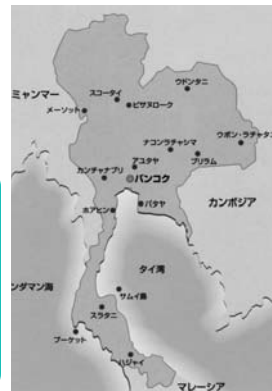 ウドンタニ
スコータイ
ミャンマー
ピサヌローク
メーソット
ウボン・ラチャタニ
ナコンラチャシマ
アユタヤ
ブリラム
カンチャナブリ
バンコク
カンボジア
パタヤ
ホアヒン
タイ湾
ンダマン海
サムイ島
スラタニ
プーケット
ハジャイ
マレーシア